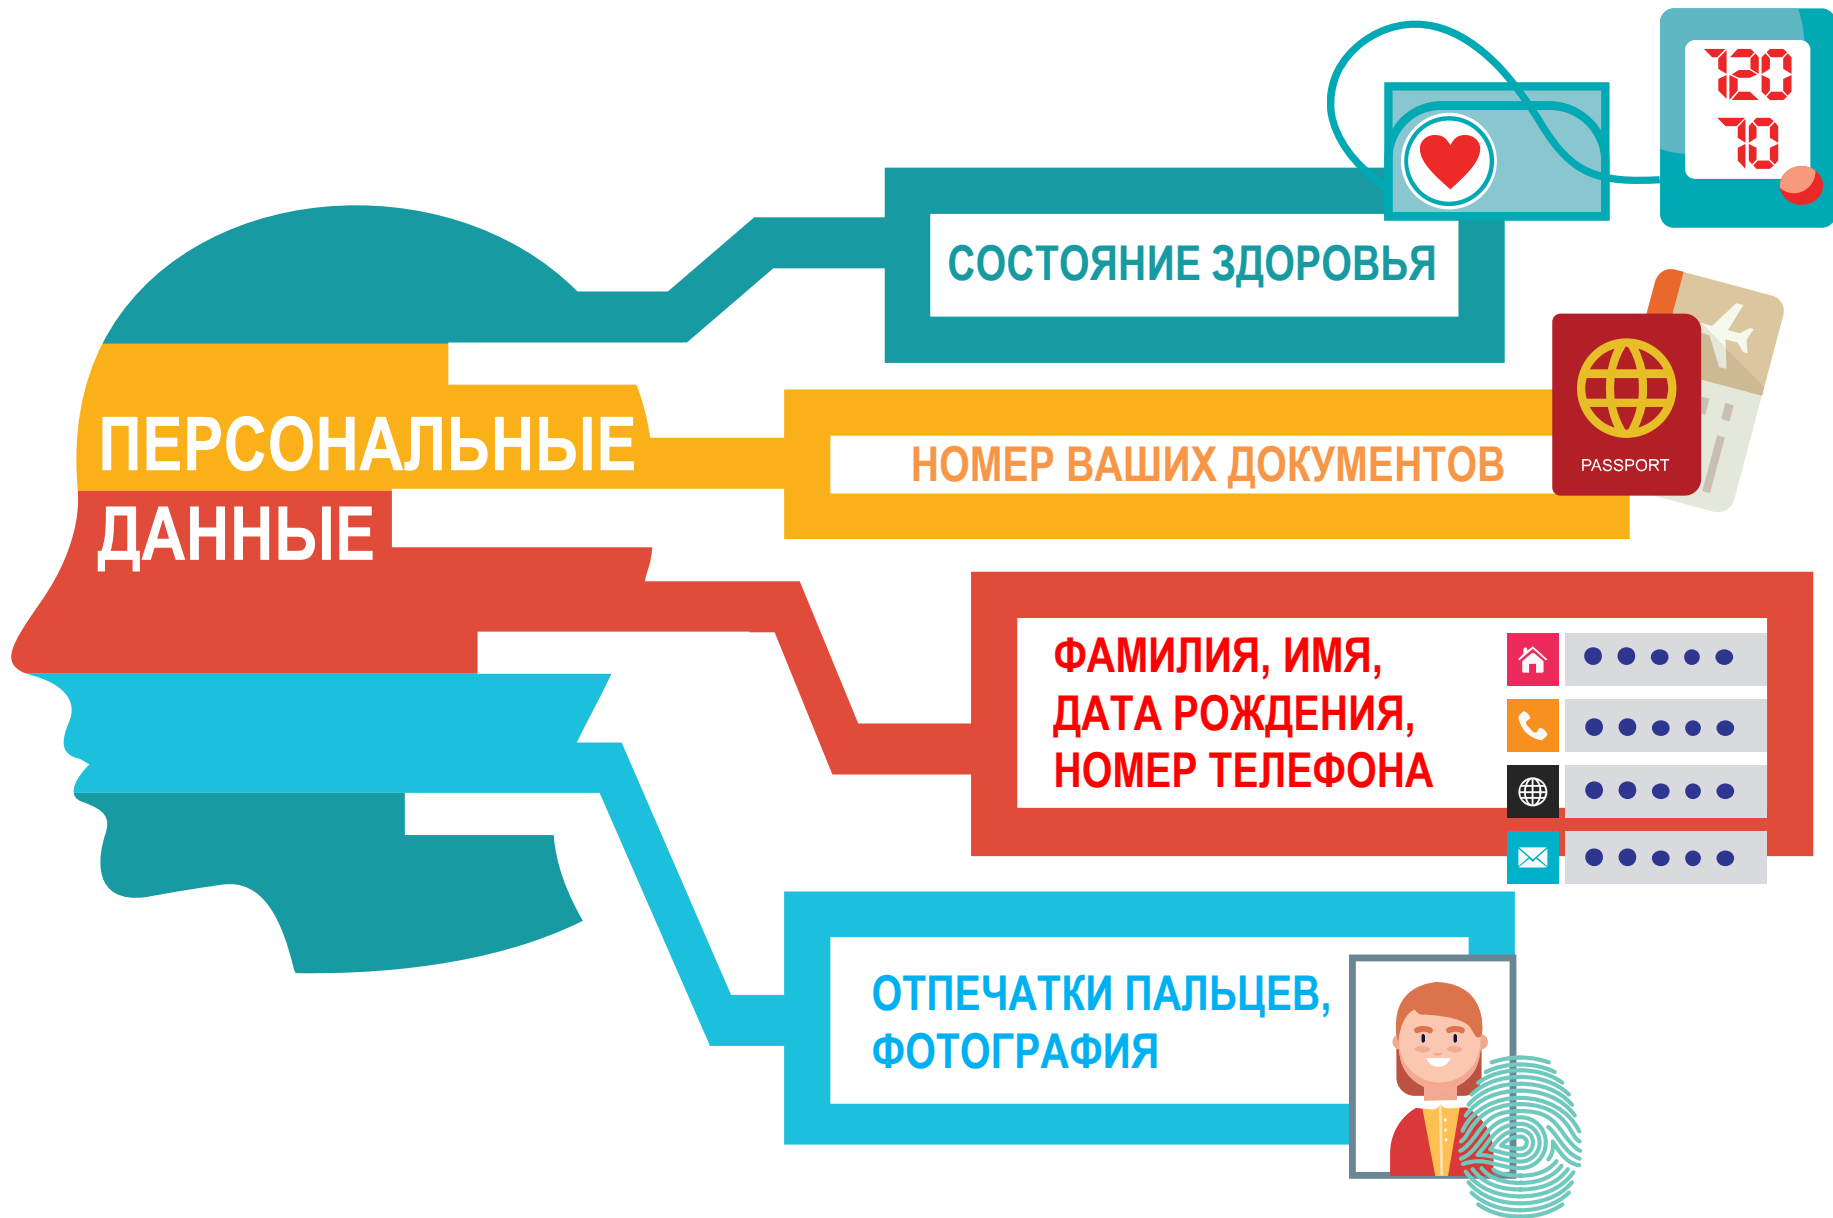 120
70
СОСТОЯНИЕ ЗДОРОВЬЯ
ПЕРСОНАЛЬНЫЕ
ДАННЫЕ
НОМЕР ВАШИХ ДОКУМЕНТОВ
PASSPORT
ФАМИЛИЯ, ИМЯ,
ДАТА РОЖДЕНИЯ,
НОМЕР ТЕЛЕФОНА
ОТПЕЧАТКИ ПАЛЬЦЕВ,
ФОТОГРАФИЯ